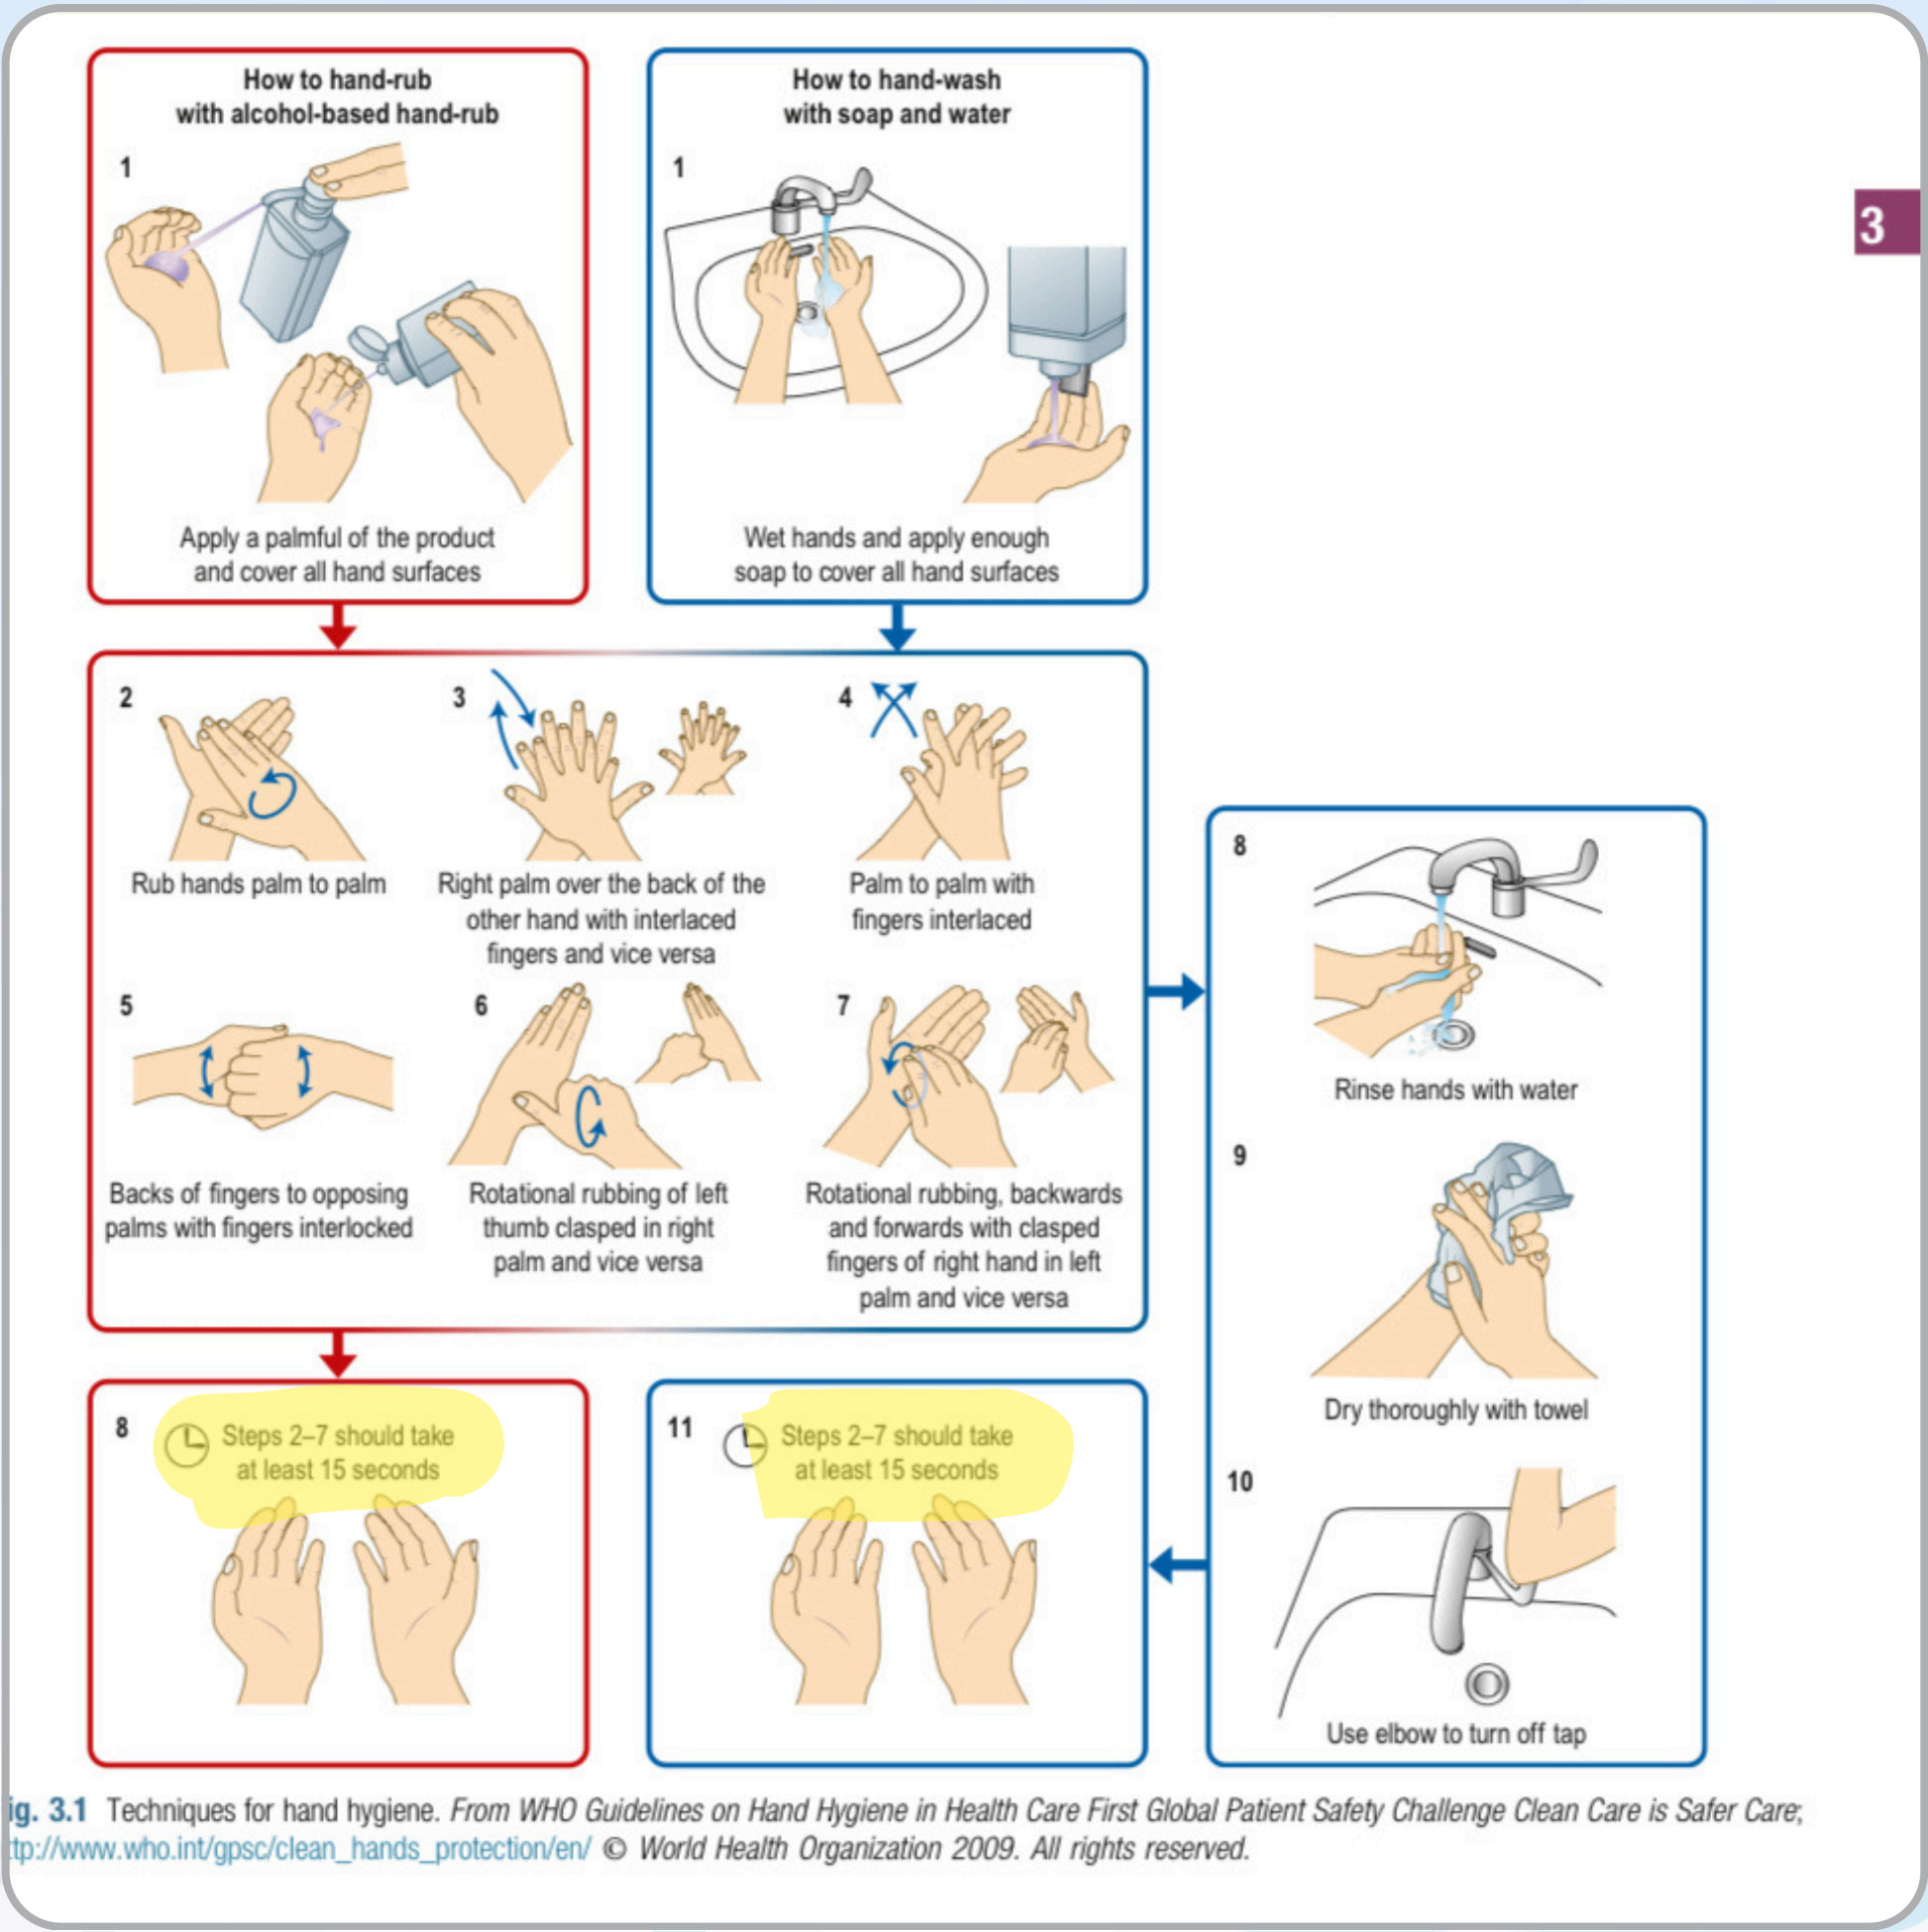 How to hand-rub
with alcohol-based hand-rub
1
Apply a palmful of the product
and cover all hand surfaces
How to hand-wash
with soap and water
1
Wet hands and apply enough
soap to cover all hand surfaces
3
2
Rub hands palm to palm
3
Right palm over the back of the
other hand with interlaced
fingers and vice versa
4
Palm to palm with
fingers interlaced
5
Backs of fingers to opposing
palms with fingers interlocked
6
Rotational rubbing of left
thumb clasped in right
palm and vice versa
7
Rotational rubbing, backwards
and forwards with clasped
fingers of right hand in left
palm and vice versa
8
Rinse hands with water
9
Dry thoroughly with towel
10
Use elbow to turn off tap
8
Steps 2–7 should take
at least 15 seconds
11
Steps 2–7 should take
at least 15 seconds
ig. 3.1 Techniques for hand hygiene. From WHO Guidelines on Hand Hygiene in Health Care First Global Patient Safety Challenge Clean Care is Safer Care;
tp://www.who.int/gpsc/clean_hands_protection/en/ © World Health Organization 2009. All rights reserved.